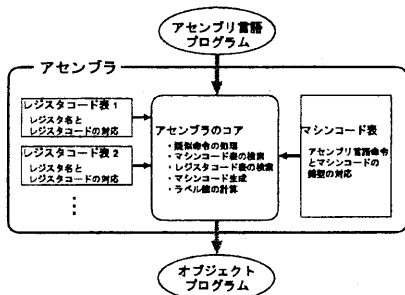 アセンブリ言語
プログラム
アセンブラ
レジスタコード表1
レジスタ名と
レジスタコードの対応
レジスタコード表2
レジスタ名と
レジスタコードの対応
アセンブラのコア
・疑似命令の処理
・マシンコード表の検索
・レジスタコード表の検索
・マシンコード生成
・ラベル値の計算
マシンコード表
アセンブリ言語命令
とマシンコードの
雛型の対応
オブジェクト
プログラム